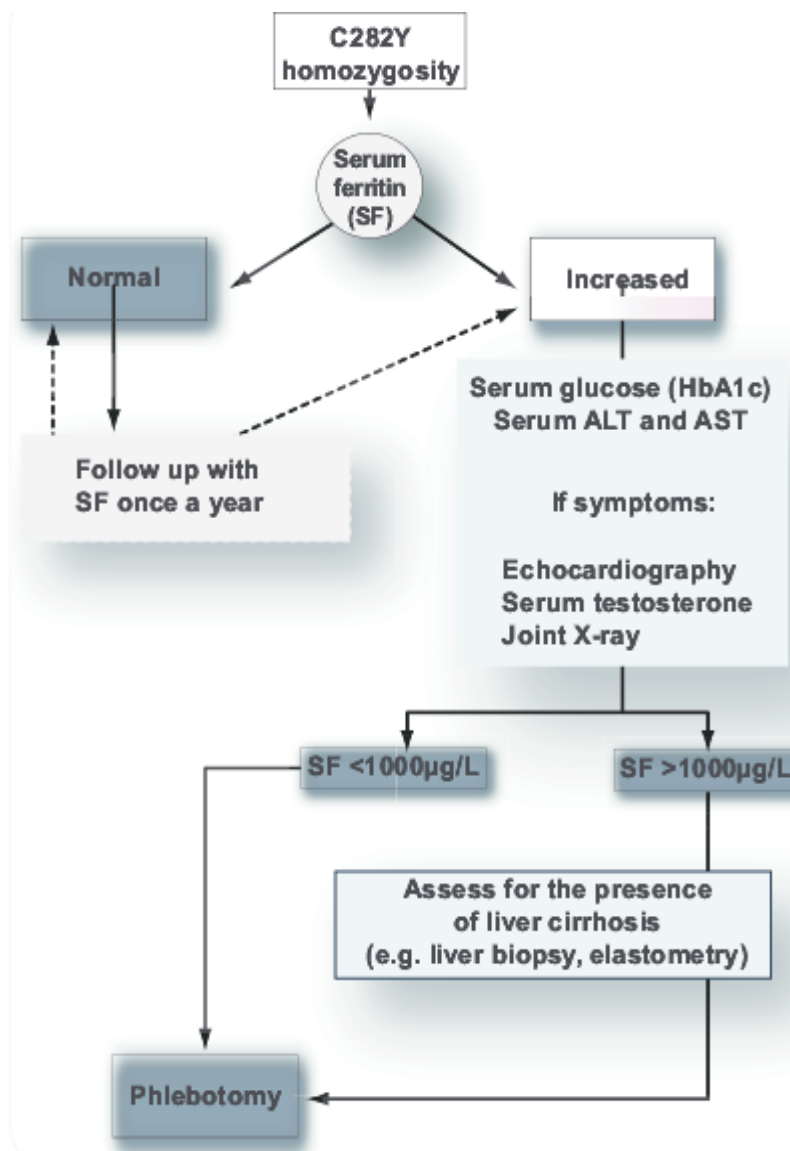 C282Y
homozygosity
Serum
ferritin
(SF)
Normal
Increased
Follow up with
SF once a year
Serum glucose (HbA1c)
Serum ALT and AST
If symptoms:
Echocardiography
Serum testosterone
Joint X-ray
SF <1000µg/L
SF >1000µg/L
Assess for the presence
of liver cirrhosis
(e.g. liver biopsy, elastometry)
Phlebotomy